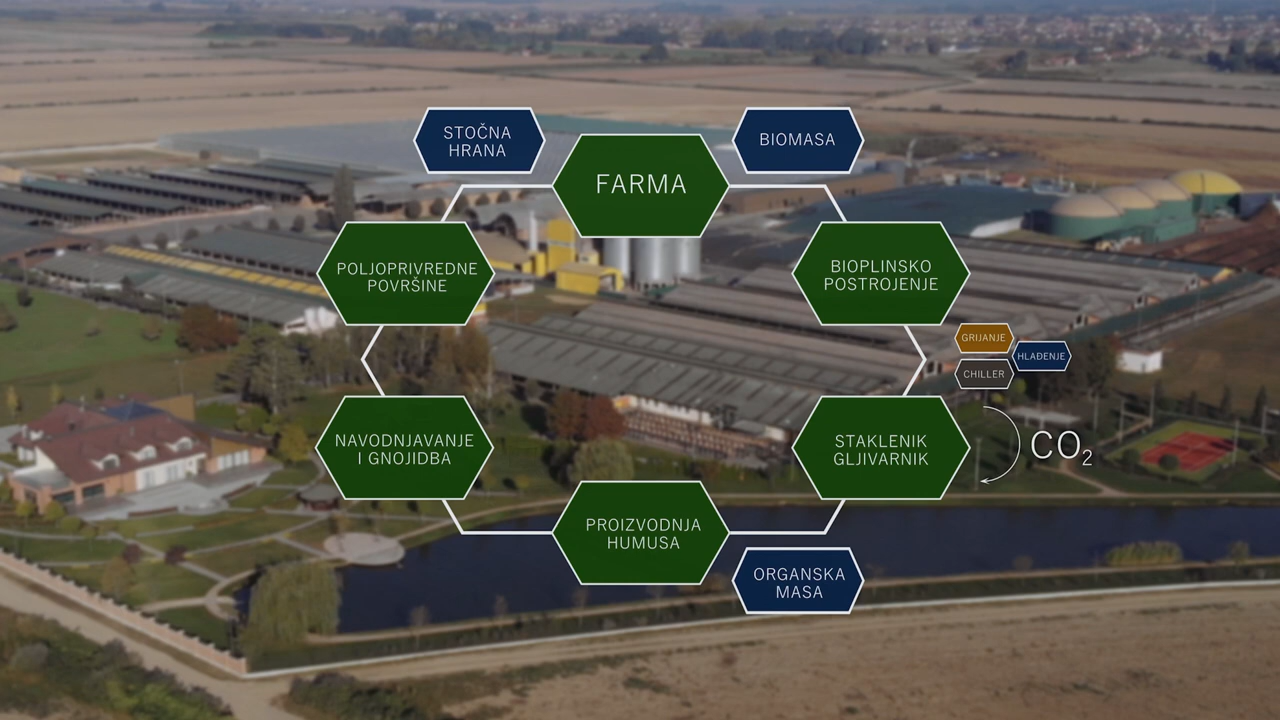 STOČNA
HRANA
FARMA
BIOMASA
POLJOPRIVREDNE
POVRŠINE
BIOPLINSKO
POSTROJENJE
GRIJANJE
HLAĐENJE
CHILLER
NAVODNJAVANJE
I GNOJIDBA
STAKLENIK
GLJIVARNIK
CO₂
PROIZVODNJA
HUMUSA
ORGANSKA
MASA